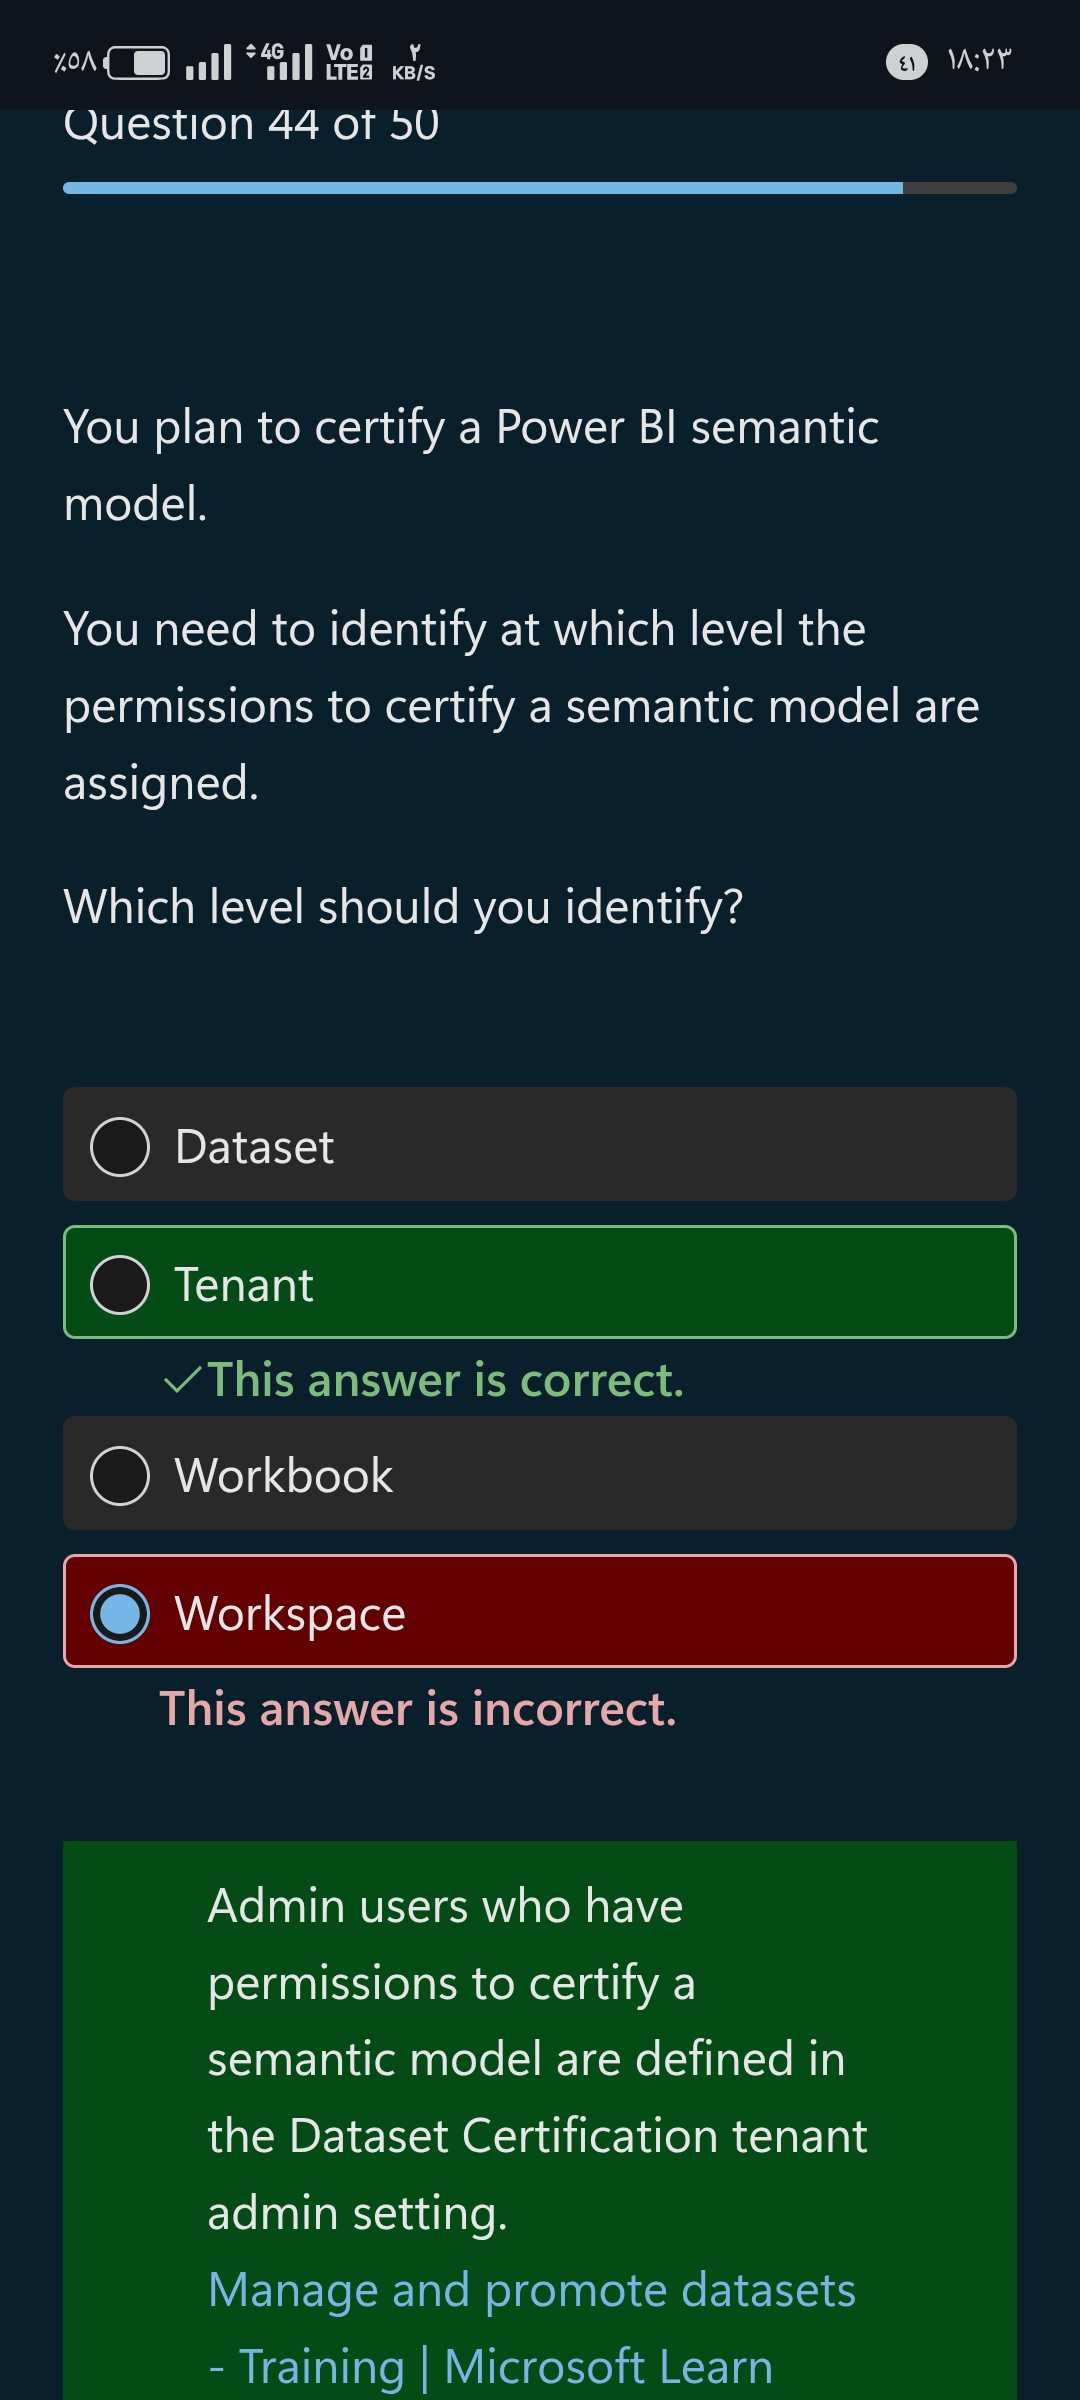 ٪٥٨ 4G Vo LTE 1 2 ٢ KB/S ٤١ ١٨:٢٣
Question 44 of 50
You plan to certify a Power BI semantic
model.
You need to identify at which level the
permissions to certify a semantic model are
assigned.
Which level should you identify?
Dataset
Tenant
This answer is correct.
Workbook
Workspace
This answer is incorrect.
Admin users who have
permissions to certify a
semantic model are defined in
the Dataset Certification tenant
admin setting.
Manage and promote datasets
- Training | Microsoft Learn